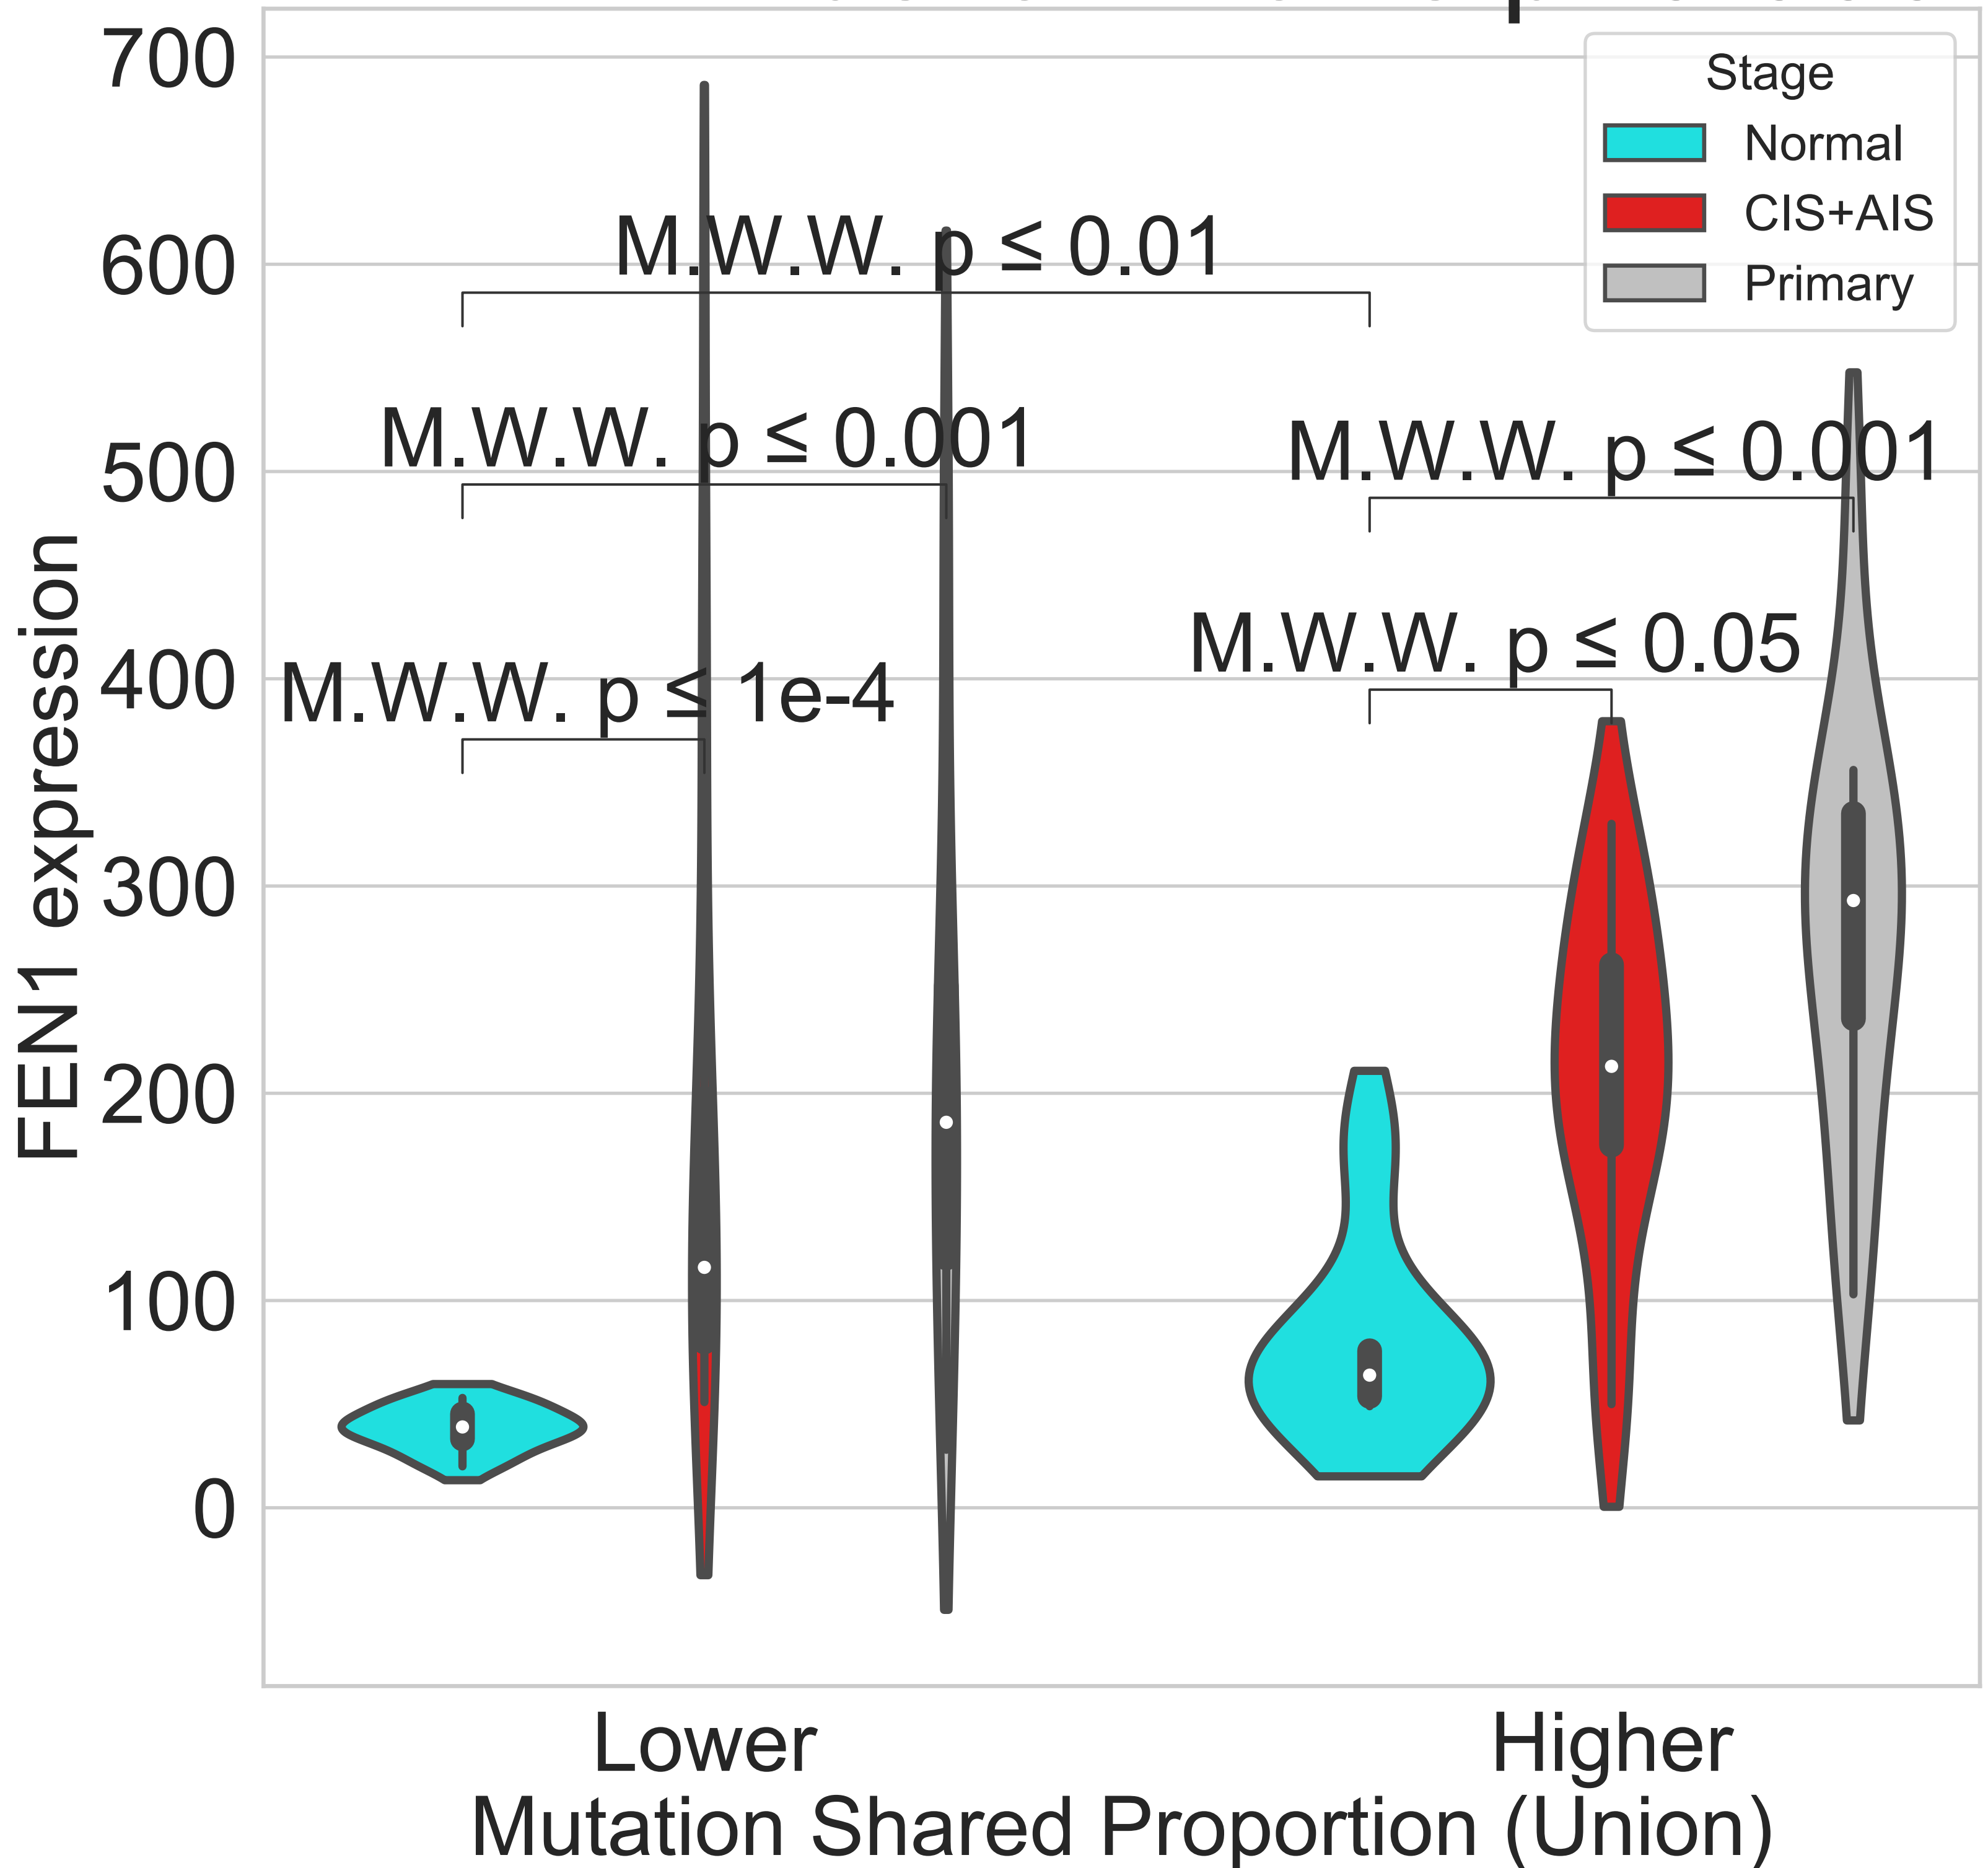 700
600
500
400
300
200
100
0
FEN1 expression
Stage
Normal
CIS+AIS
Primary
M.W.W. p ≤ 0.01
M.W.W. p ≤ 0.001
M.W.W. p ≤ 0.001
M.W.W. p ≤ 0.05
M.W.W. p ≤ 1e-4
Lower
Higher
Mutation Shared Proportion (Union)